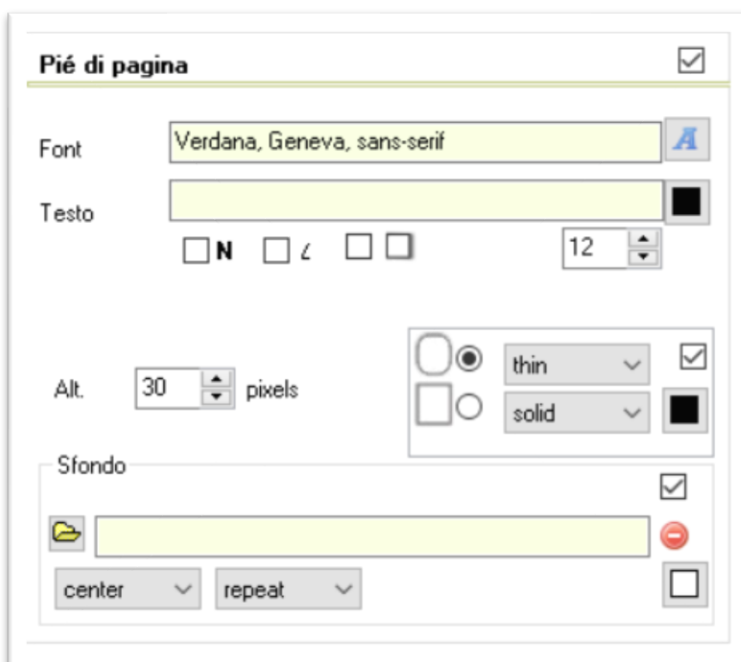 Pié di pagina
Font Verdana, Geneva, sans-serif A
Testo
N I 12
thin
Alt. 30 pixels
solid
Sfondo
center repeat